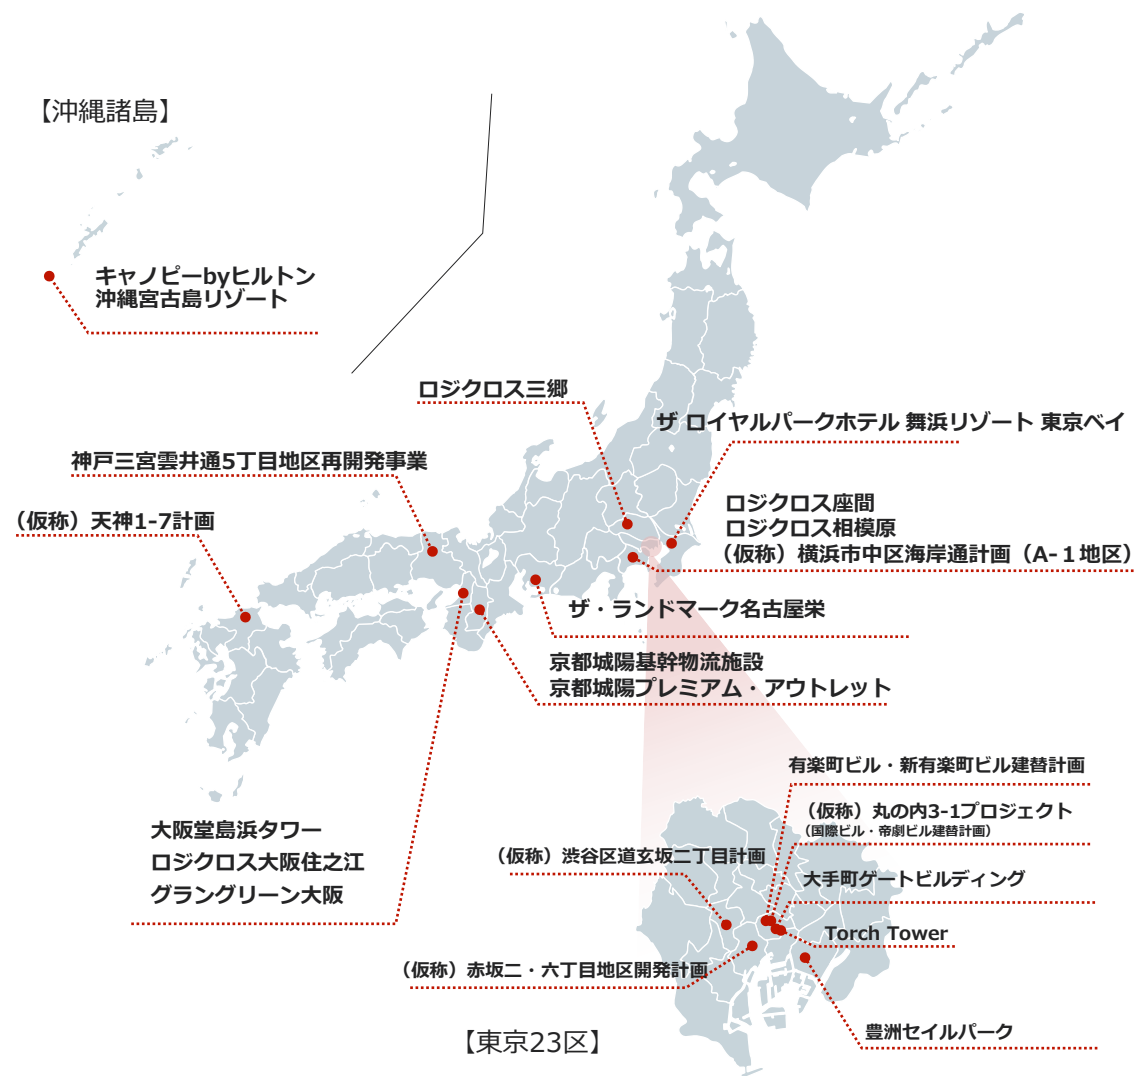 【沖縄諸島】
キャノピーbyヒルトン
沖縄宮古島リゾート
ロジクロス三郷
ザ ロイヤルパークホテル 舞浜リゾート 東京ベイ
神戸三宮雲井通5丁目地区再開発事業
（仮称）天神1-7計画
ロジクロス座間
ロジクロス相模原
（仮称）横浜市中区海岸通計画（A-１地区）
ザ・ランドマーク名古屋栄
京都城陽基幹物流施設
京都城陽プレミアム・アウトレット
大阪堂島浜タワー
ロジクロス大阪住之江
グラングリーン大阪
有楽町ビル・新有楽町ビル建替計画
（仮称）丸の内3-1プロジェクト
（国際ビル・帝劇ビル建替計画）
（仮称）渋谷区道玄坂二丁目計画
大手町ゲートビルディング
Torch Tower
（仮称）赤坂二・六丁目地区開発計画
豊洲セイルパーク
【東京23区】